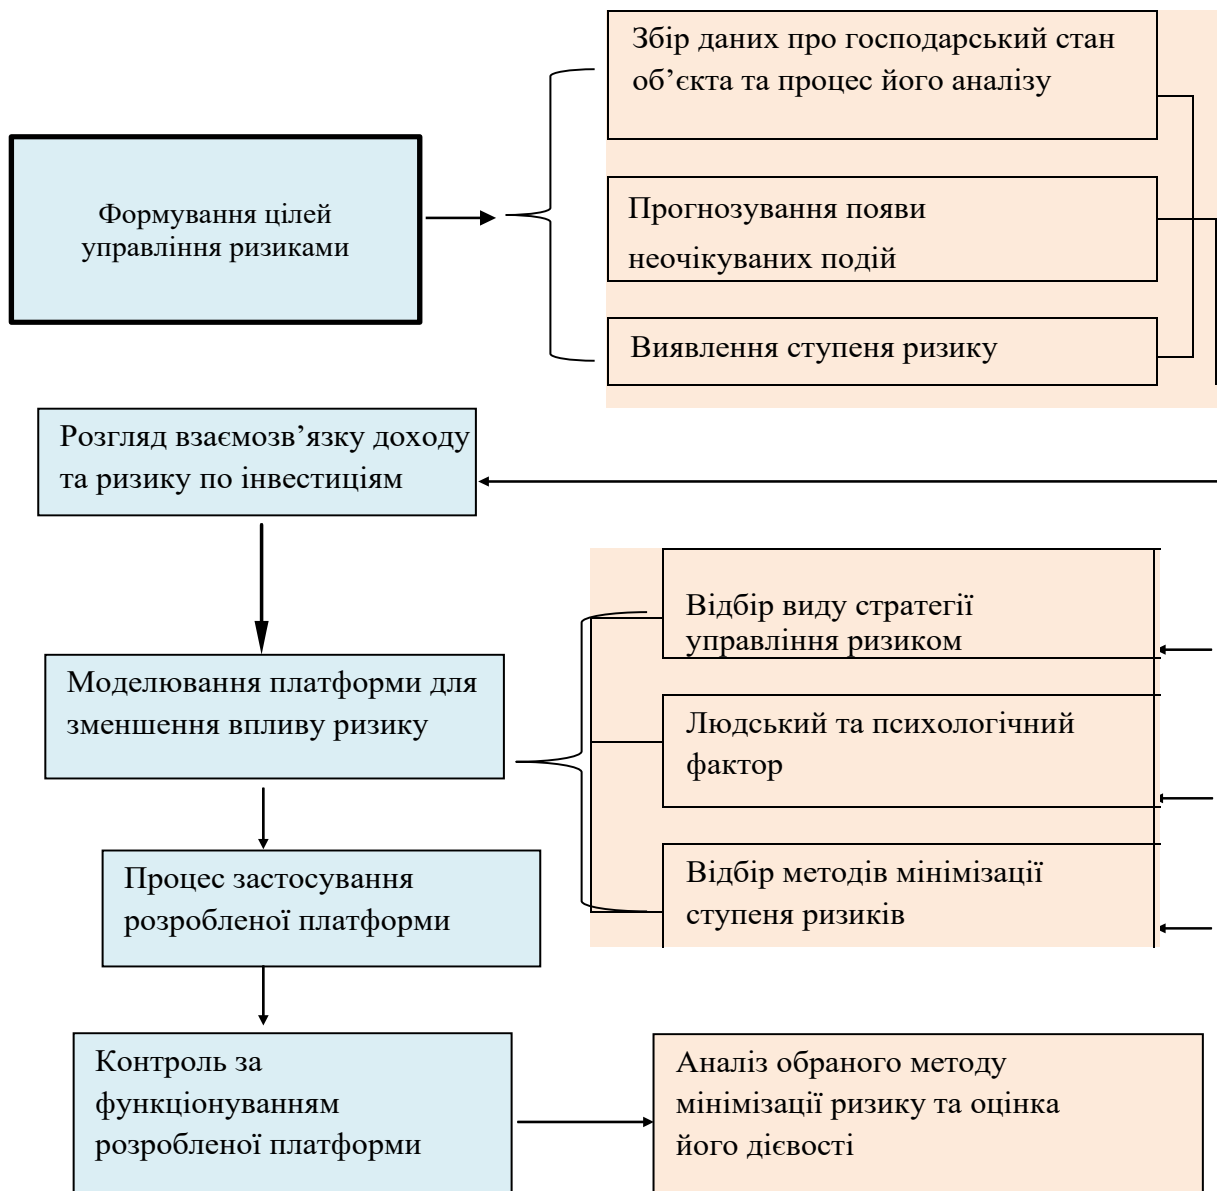 Збір даних про господарський стан
об’єкта та процес його аналізу
Формування цілей
управління ризиками
Прогнозування появи
неочікуваних подій
Виявлення ступеня ризику
Розгляд взаємозв’язку доходу
та ризику по інвестиціям
Відбір виду стратегії
управління ризиком
Моделювання платформи для
зменшення впливу ризику
Людський та психологічний
фактор
Процес застосування
розробленої платформи
Відбір методів мінімізації
ступеня ризиків
Контроль за
функціонуванням
розробленої платформи
Аналіз обраного методу
мінімізації ризику та оцінка
його дієвості